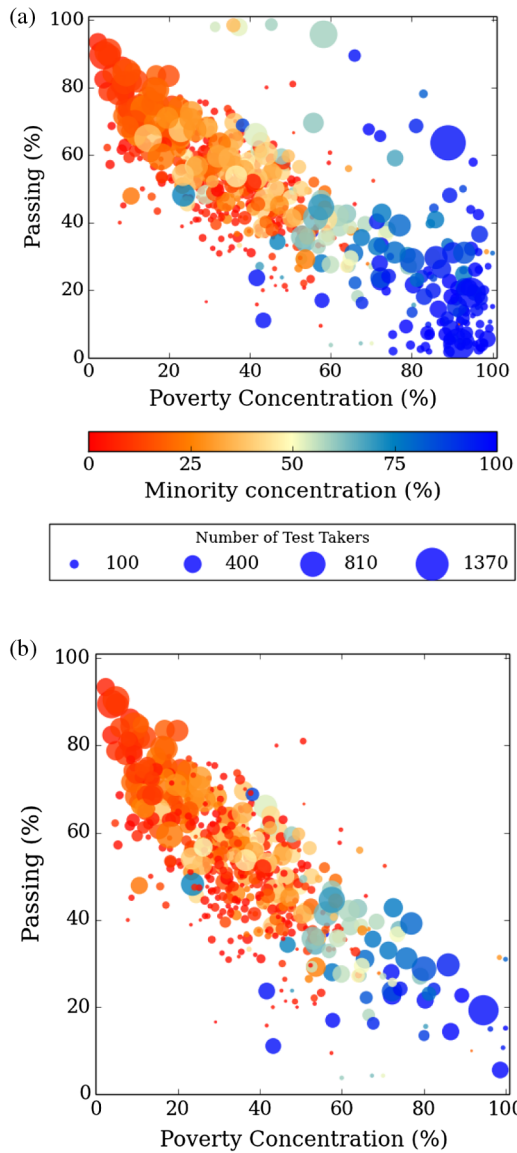 (a)
100
80
60
40
20
0
Passing (%)
0 20 40 60 80 100
Poverty Concentration (%)
0 25 50 75 100
Minority concentration (%)
Number of Test Takers
100 400 810 1370
(b)
100
80
60
40
20
0
Passing (%)
0 20 40 60 80 100
Poverty Concentration (%)